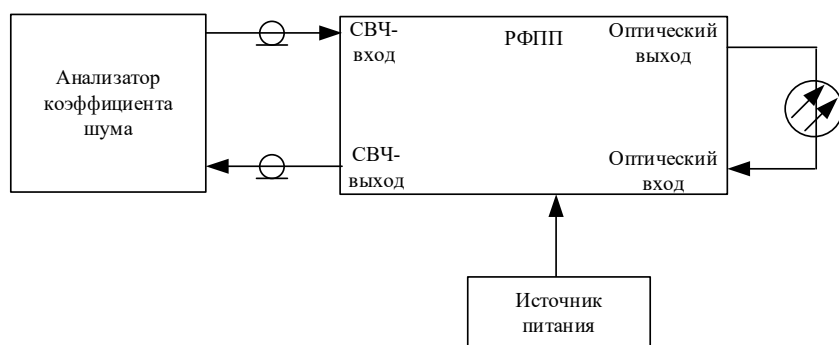 Анализатор
коэффициента
шума
СВЧ-
вход
РФПП
Оптический
выход
СВЧ-
выход
Оптический
вход
Источник
питания